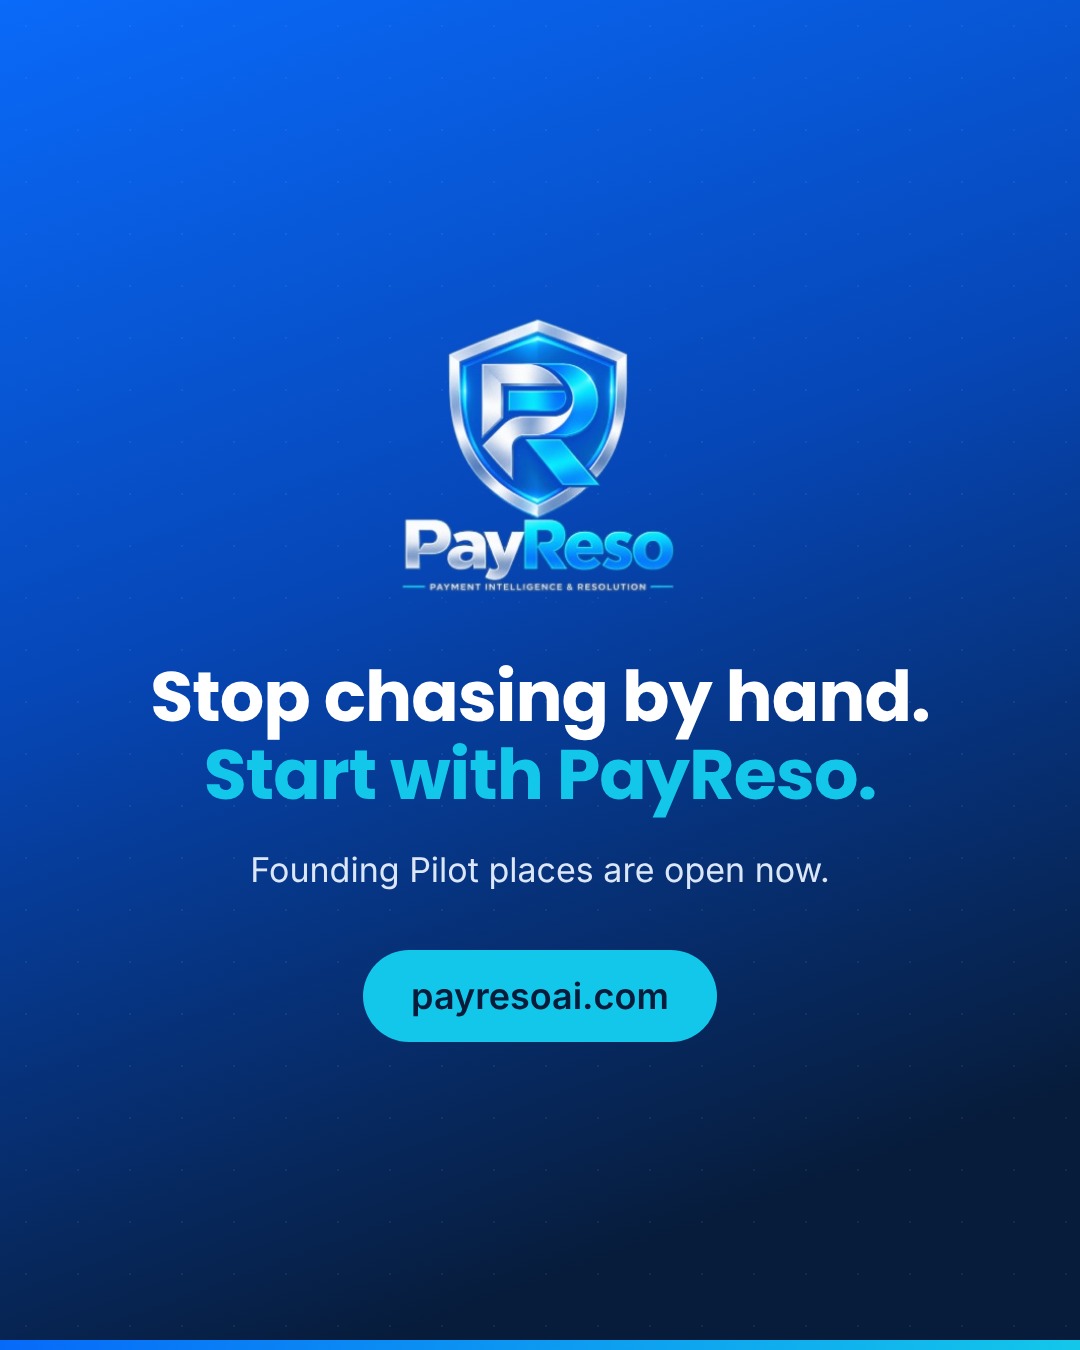 PR
PayReso
PAYMENT INTELLIGENCE & RESOLUTION
Stop chasing by hand.
Start with PayReso.
Founding Pilot places are open now.
payresoai.com